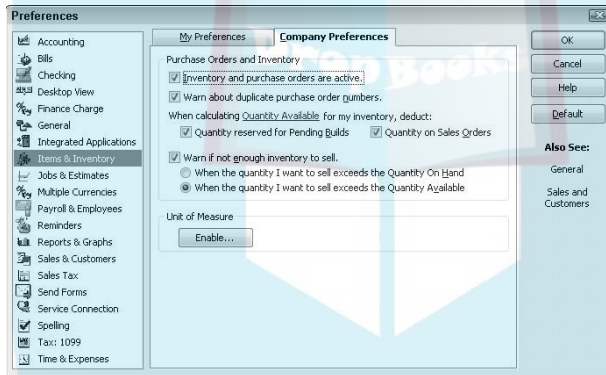 Preferences
Accounting
Bills
Checking
Desktop View
Finance Charge
General
Integrated Applications
Items & Inventory
Jobs & Estimates
Multiple Currencies
Payroll & Employees
Reminders
Reports & Graphs
Sales & Customers
Sales Tax
Send Forms
Service Connection
Spelling
Tax: 1099
Time & Expenses
My Preferences
Company Preferences
Purchase Orders and Inventory
Inventory and purchase orders are active.
Warn about duplicate purchase order numbers.
When calculating Quantity Available for my inventory, deduct:
Quantity reserved for Pending Builds
Quantity on Sales Orders
Warn if not enough inventory to sell.
When the quantity I want to sell exceeds the Quantity On Hand
When the quantity I want to sell exceeds the Quantity Available
Unit of Measure
Enable...
OK
Cancel
Help
Default
Also See:
General
Sales and
Customers
Drop Books